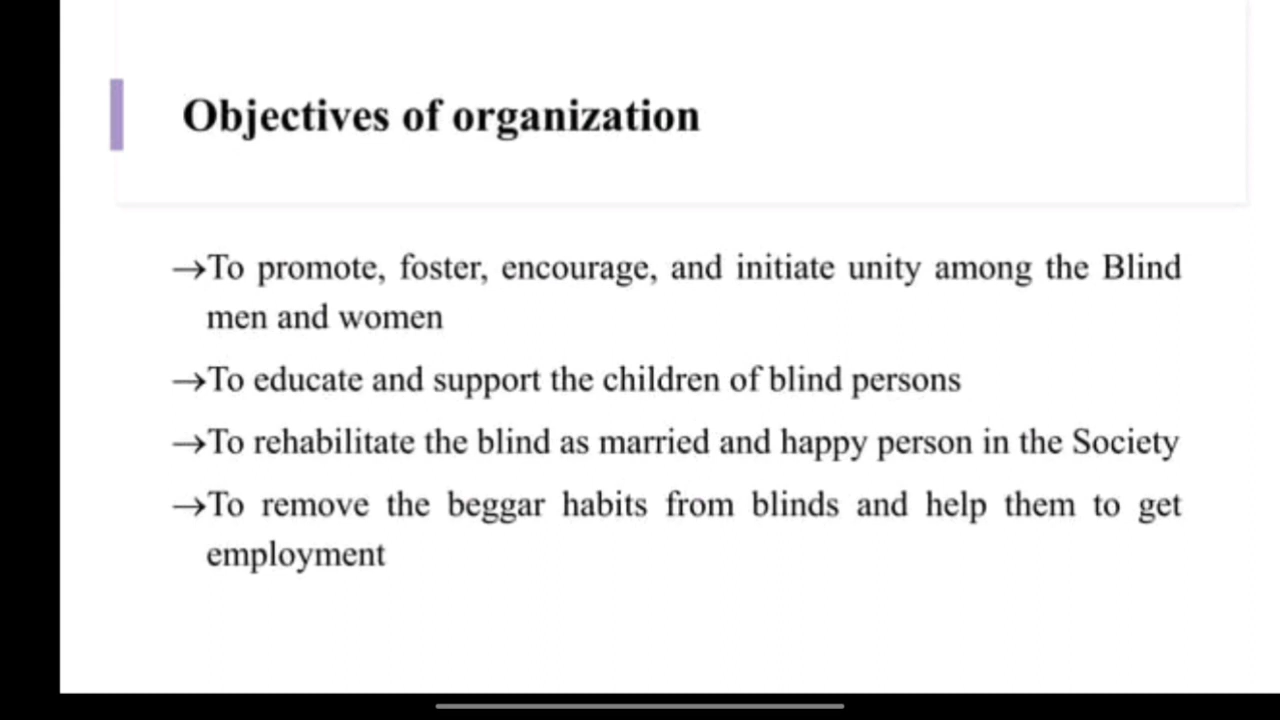 Objectives of organization
→To promote, foster, encourage, and initiate unity among the Blind
men and women
→To educate and support the children of blind persons
→To rehabilitate the blind as married and happy person in the Society
→To remove the beggar habits from blinds and help them to get
employment